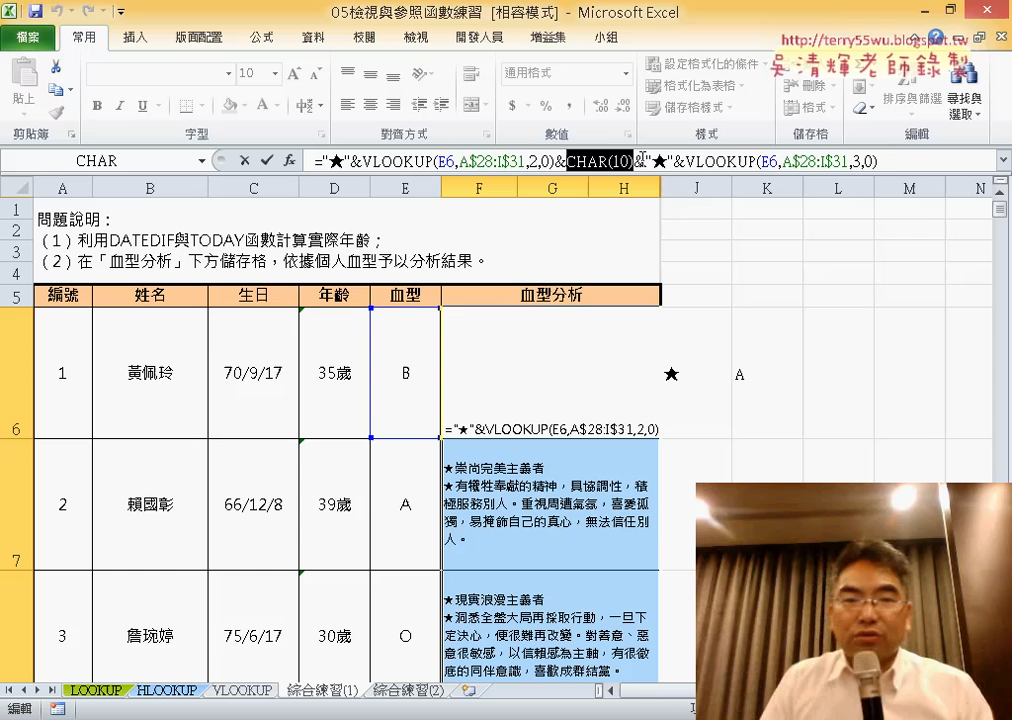 05檢視與參照函數練習 [相容模式] - Microsoft Excel
檔案 常用 插入 版面配置 公式 資料 校閱 檢視 開發人員 增益集 小組
http://terry55wu.blogspot.tw
吳清輝老師錄製
貼上 10 通用格式 設定格式化的條件 格式化為表格 儲存格樣式 刪除 格式 排序與篩選 尋找與選取
剪貼簿 字型 對齊方式 數值 樣式 儲存格 編輯
CHAR ="★"&VLOOKUP(E6,A$28:I$31,2,0)&CHAR(10)&"★"&VLOOKUP(E6,A$28:I$31,3,0)
A B C D E F G H J K L M N
1 問題說明：
2 （1）利用DATEDIF與TODAY函數計算實際年齡；
3 （2）在「血型分析」下方儲存格，依據個人血型予以分析結果。
4
5 編號 姓名 生日 年齡 血型 血型分析
6 1 黃佩玲 70/9/17 35歲 B ="★"&VLOOKUP(E6,A$28:I$31,2,0) ★ A
7 2 賴國彰 66/12/8 39歲 A
★崇尚完美主義者
★有犧牲奉獻的精神，具協調性，積
極服務別人。重視周遭氣氛，喜愛孤
獨，易掩飾自己的真心，無法信任別
人。
3 詹琬婷 75/6/17 30歲 O
★現實浪漫主義者
★洞悉全盤大局再採取行動，一旦下
定決心，便很難再改變。對善意、惡
意很敏感，以信賴感為主軸，有很徹
底的同伴意識，喜歡成群結黨。
LOOKUP HLOOKUP VLOOKUP 綜合練習(1) 綜合練習(2)
編輯